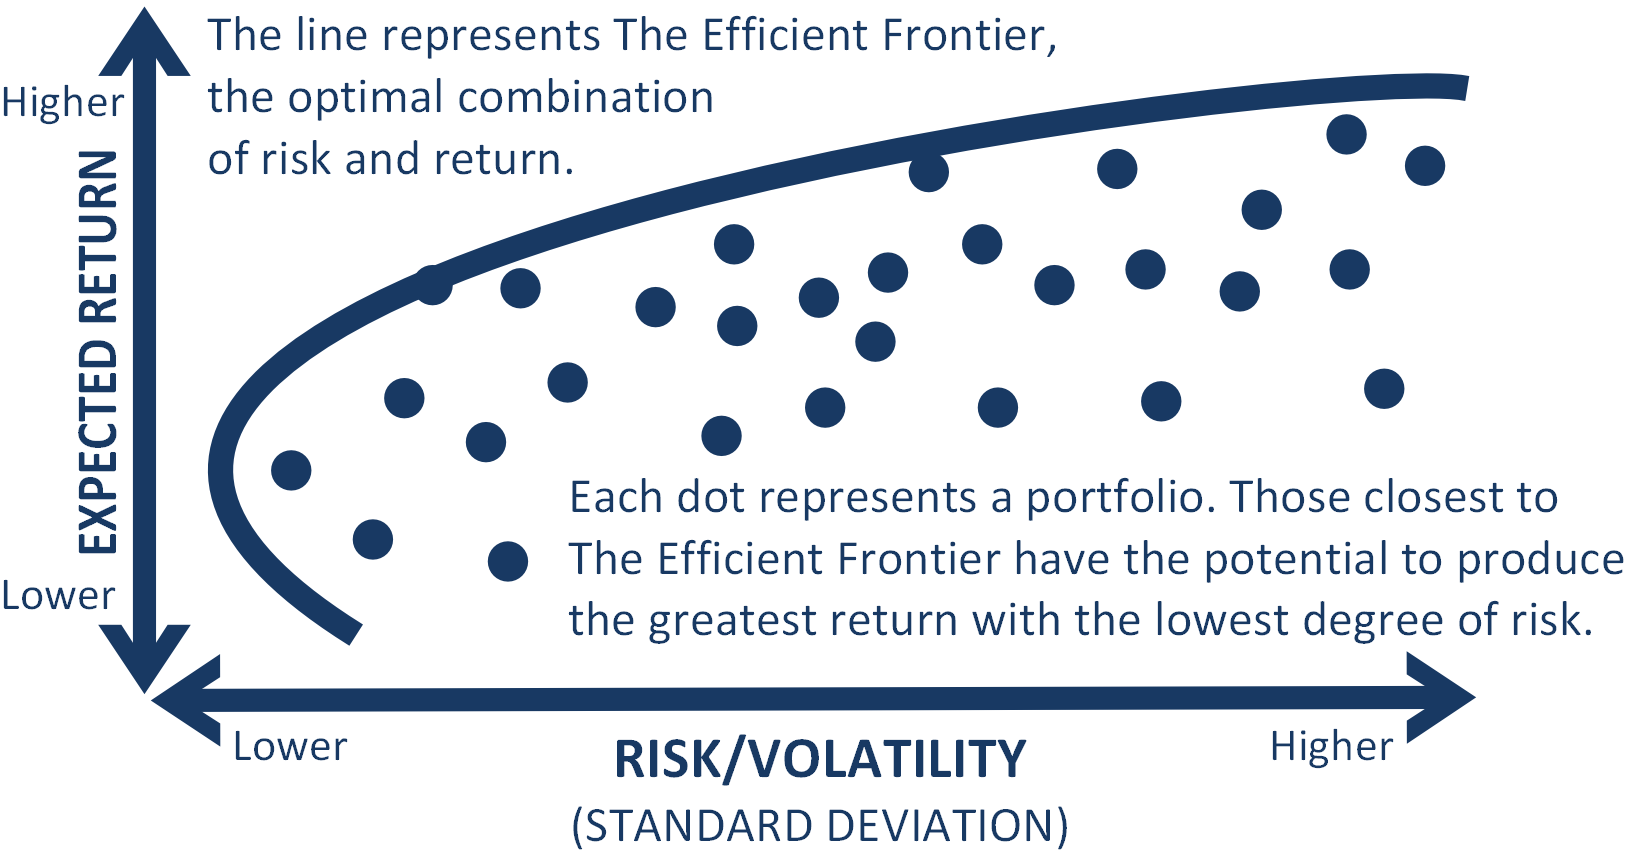 The line represents The Efficient Frontier,
the optimal combination
of risk and return.
Higher
EXPECTED RETURN
Lower
Each dot represents a portfolio. Those closest to
The Efficient Frontier have the potential to produce
the greatest return with the lowest degree of risk.
Lower
Higher
RISK/VOLATILITY
(STANDARD DEVIATION)